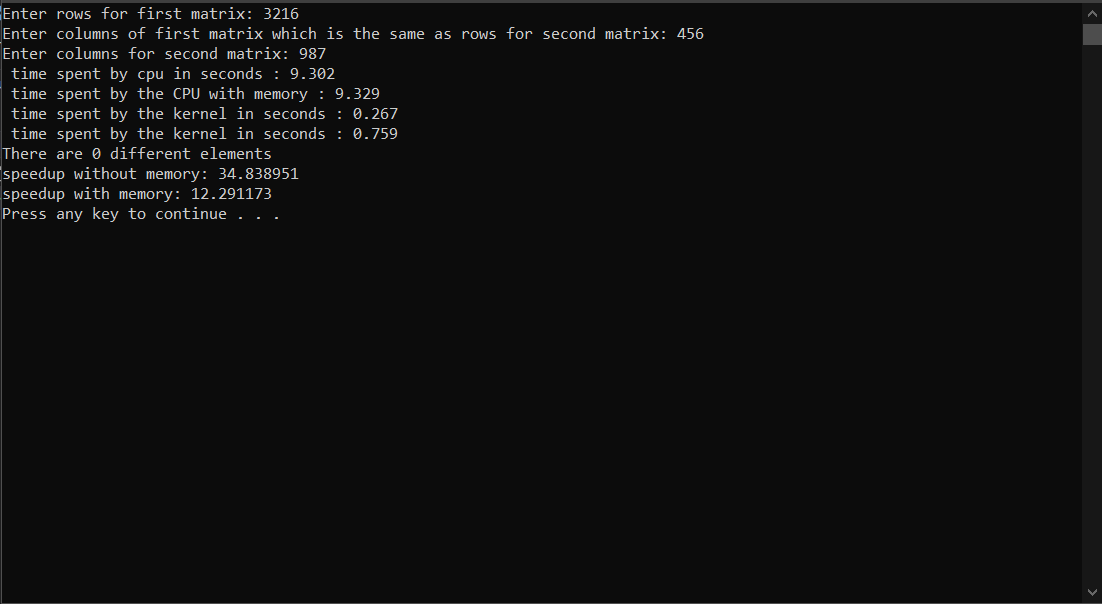 Enter rows for first matrix: 3216
Enter columns of first matrix which is the same as rows for second matrix: 456
Enter columns for second matrix: 987
time spent by cpu in seconds : 9.302
time spent by the CPU with memory : 9.329
time spent by the kernel in seconds : 0.267
time spent by the kernel in seconds : 0.759
There are 0 different elements
speedup without memory: 34.838951
speedup with memory: 12.291173
Press any key to continue . . .